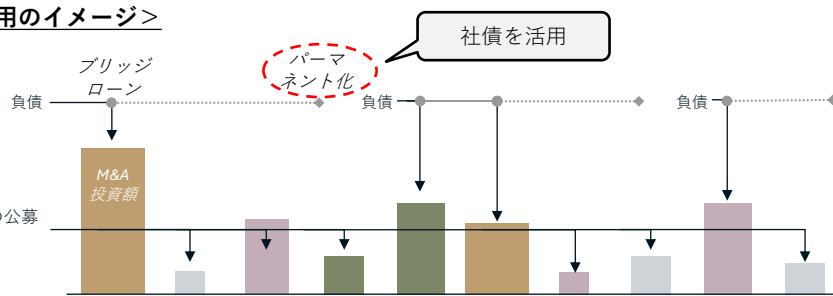 用のイメージ＞
社債を活用
ブリッジ
ローン
パーマ
ネント化
負債
負債
負債
M&A
投資額
の公募